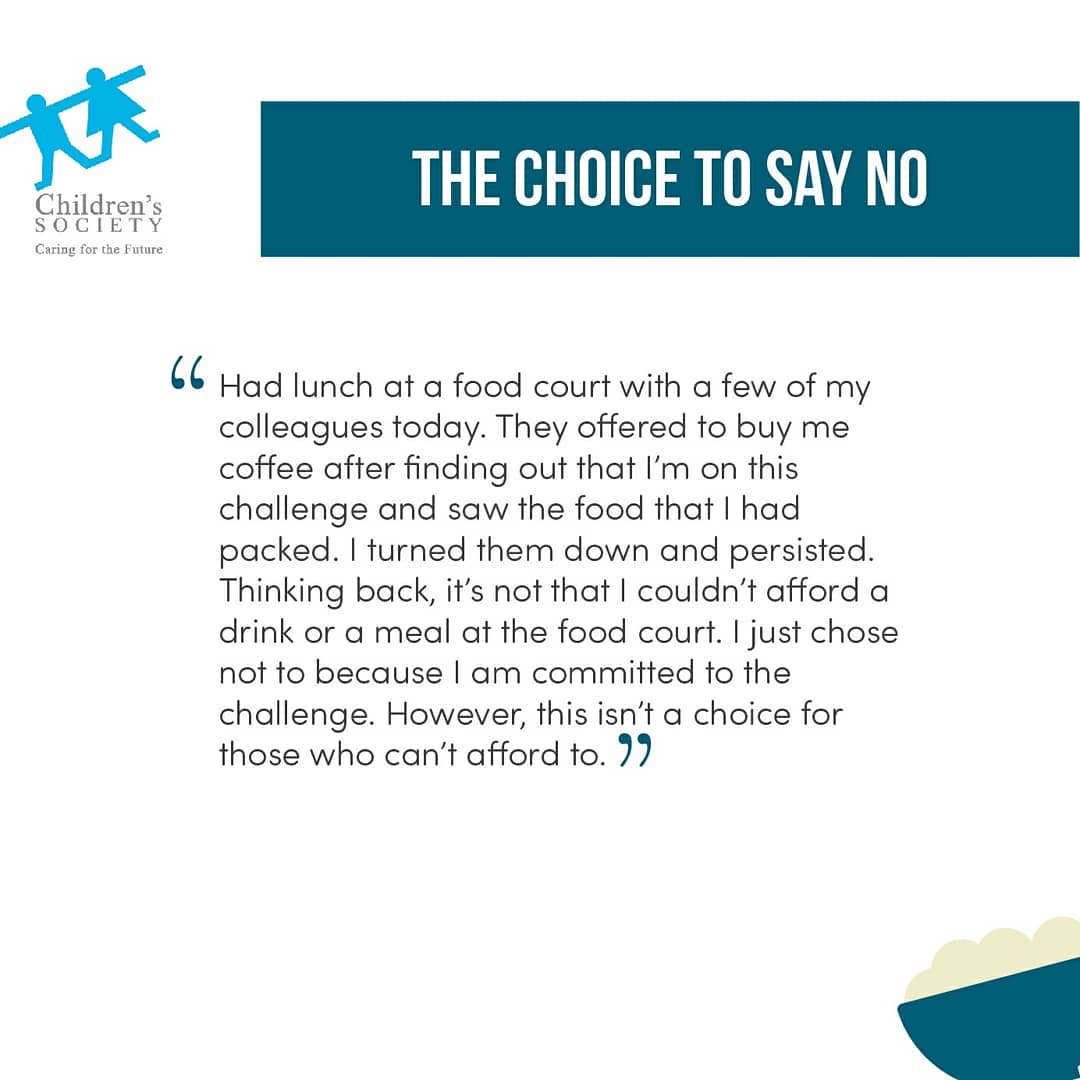 Children's
SOCIETY
Caring for the Future
THE CHOICE TO SAY NO
“ Had lunch at a food court with a few of my
colleagues today. They offered to buy me
coffee after finding out that I’m on this
challenge and saw the food that I had
packed. I turned them down and persisted.
Thinking back, it’s not that I couldn’t afford a
drink or a meal at the food court. I just chose
not to because I am committed to the
challenge. However, this isn’t a choice for
those who can’t afford to. ”